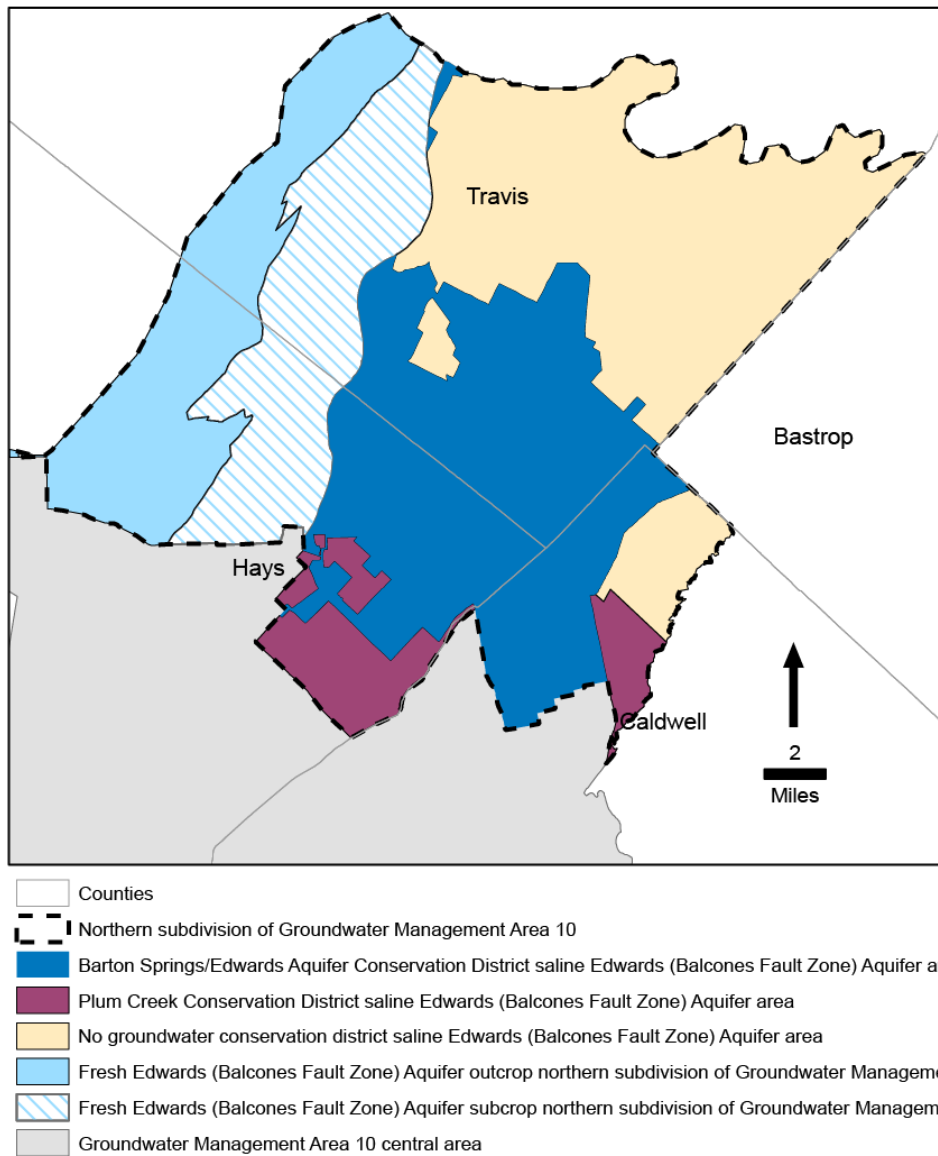 Travis
Bastrop
Hays
Caldwell
2
Miles
Counties
Northern subdivision of Groundwater Management Area 10
Barton Springs/Edwards Aquifer Conservation District saline Edwards (Balcones Fault Zone) Aquifer a
Plum Creek Conservation District saline Edwards (Balcones Fault Zone) Aquifer area
No groundwater conservation district saline Edwards (Balcones Fault Zone) Aquifer area
Fresh Edwards (Balcones Fault Zone) Aquifer outcrop northern subdivision of Groundwater Managem
Fresh Edwards (Balcones Fault Zone) Aquifer subcrop northern subdivision of Groundwater Managem
Groundwater Management Area 10 central area